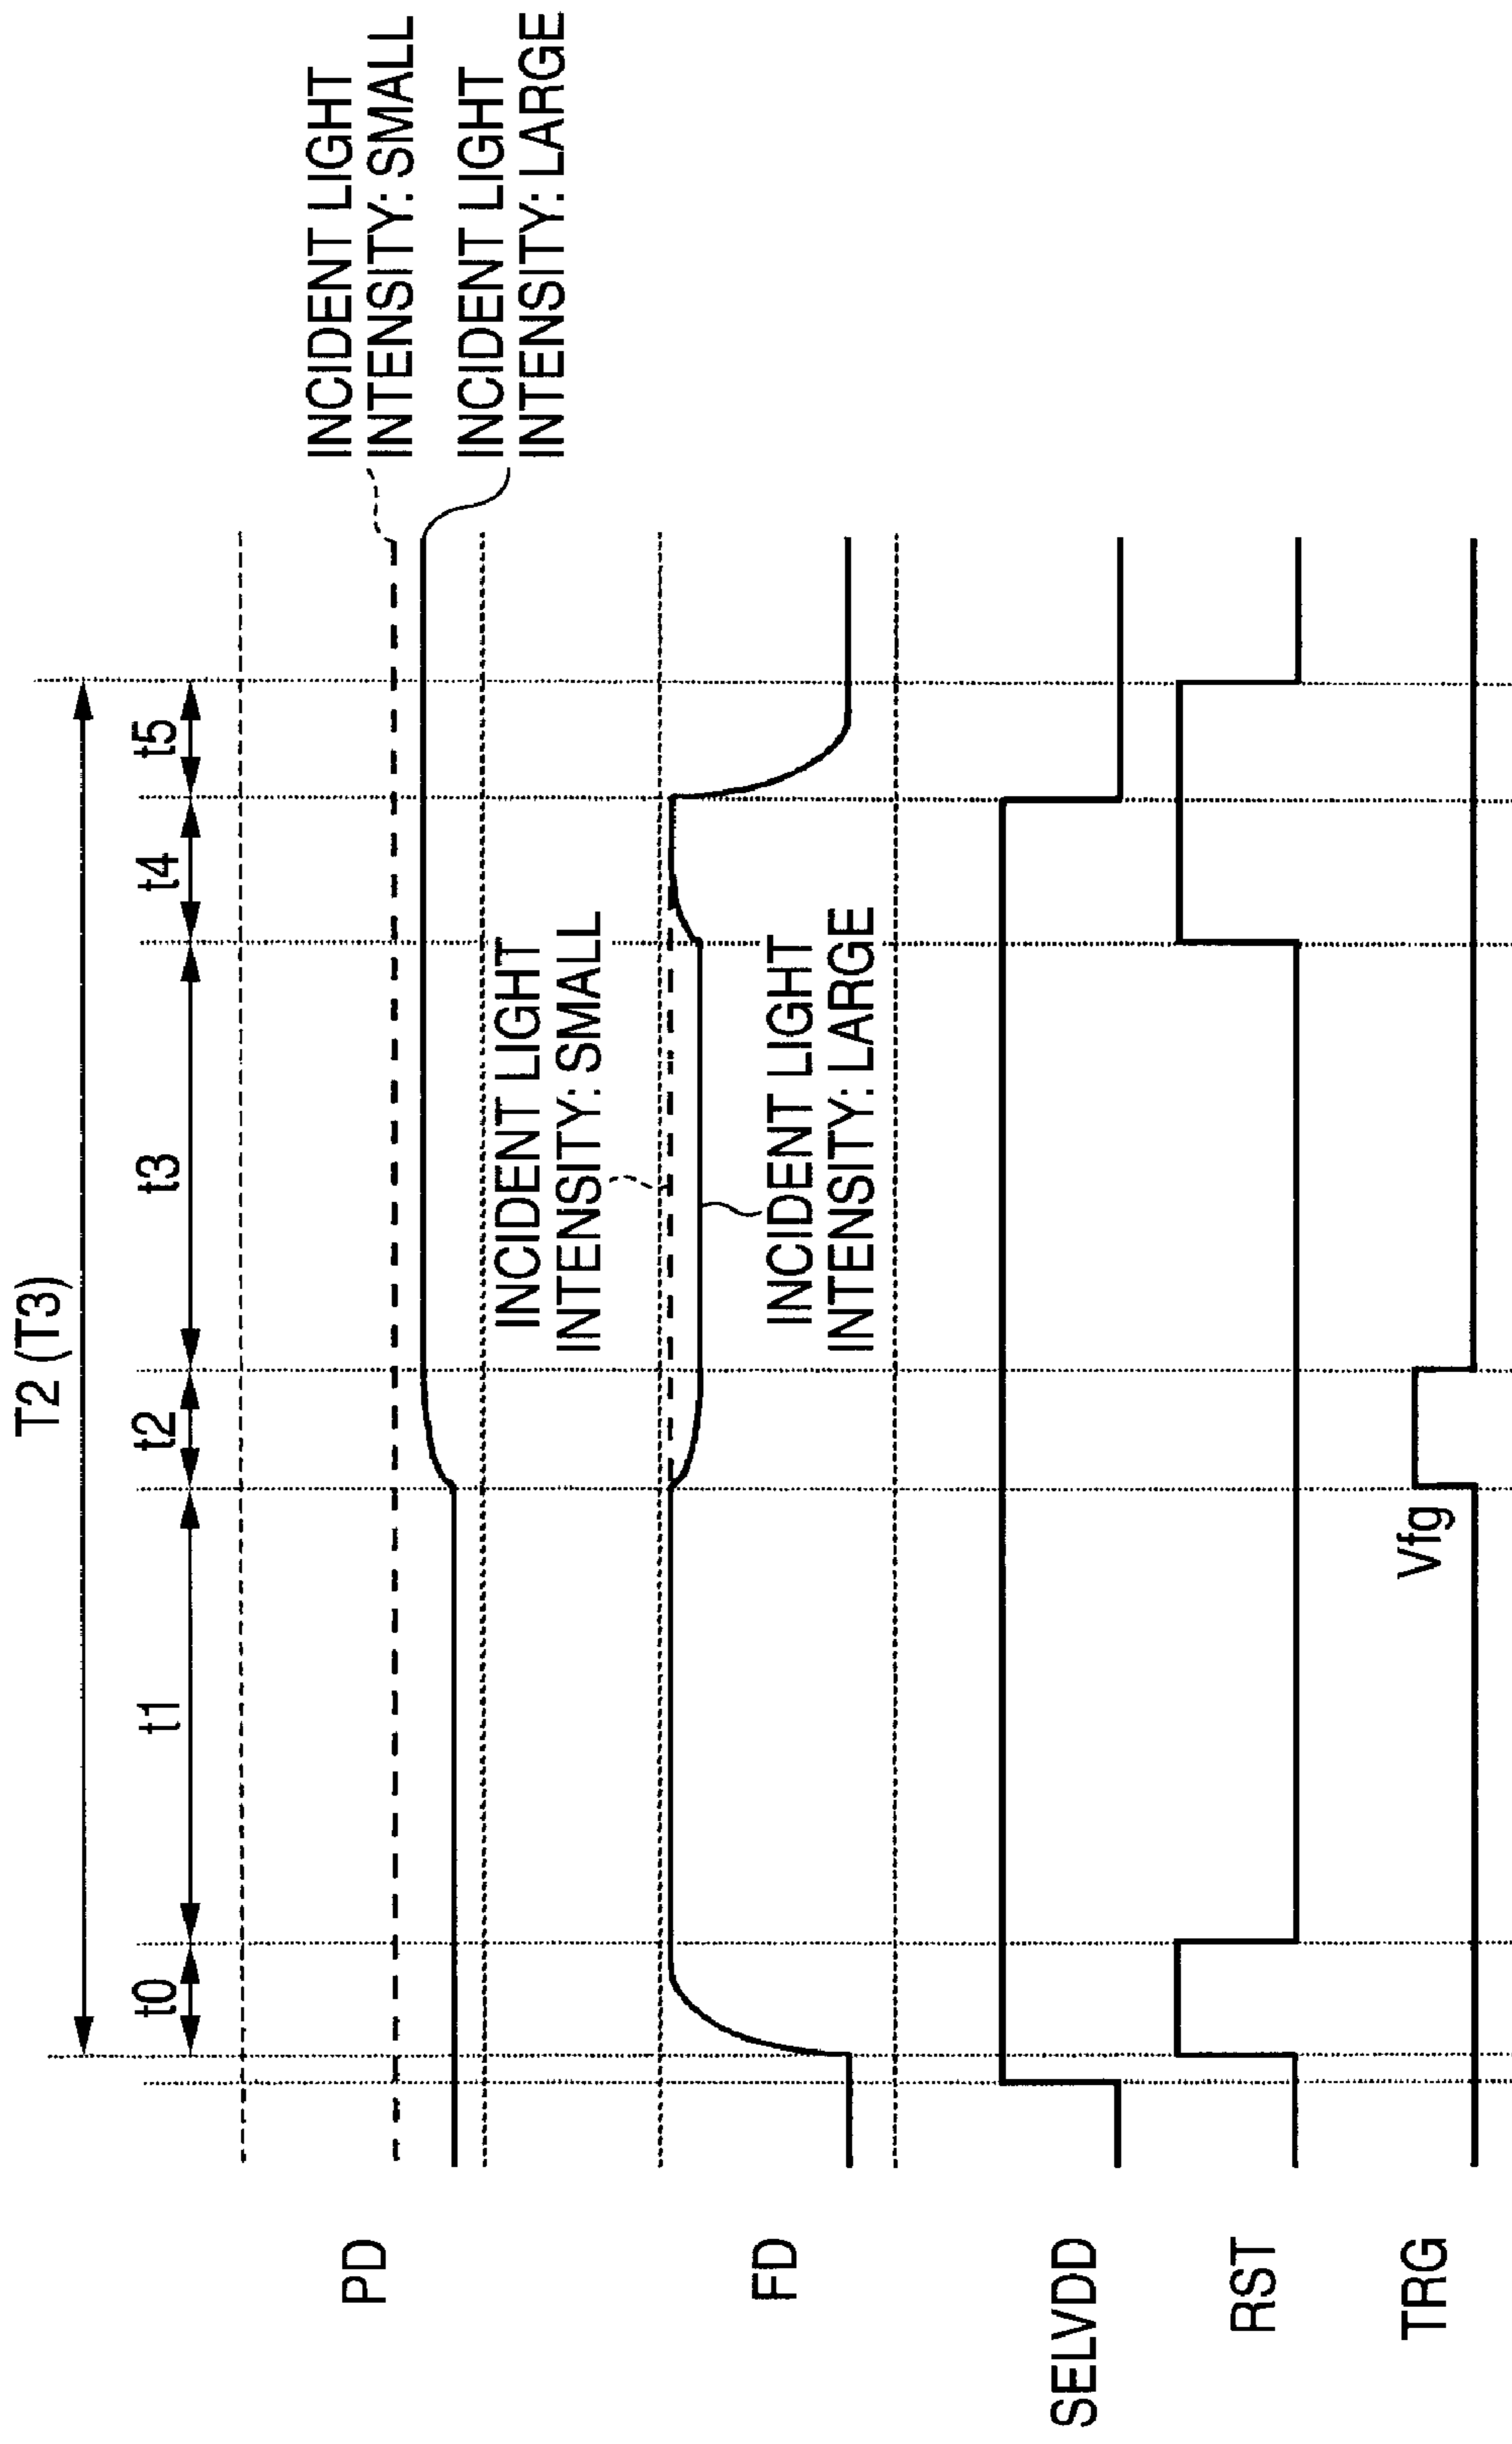 T2 (T3)
t0
t1
t2
t3
t4
t5
INCIDENT LIGHT
INTENSITY: SMALL
INCIDENT LIGHT
INTENSITY: LARGE
PD
INCIDENT LIGHT
INTENSITY: SMALL
INCIDENT LIGHT
INTENSITY: LARGE
FD
SELVDD
RST
Vfg
TRG